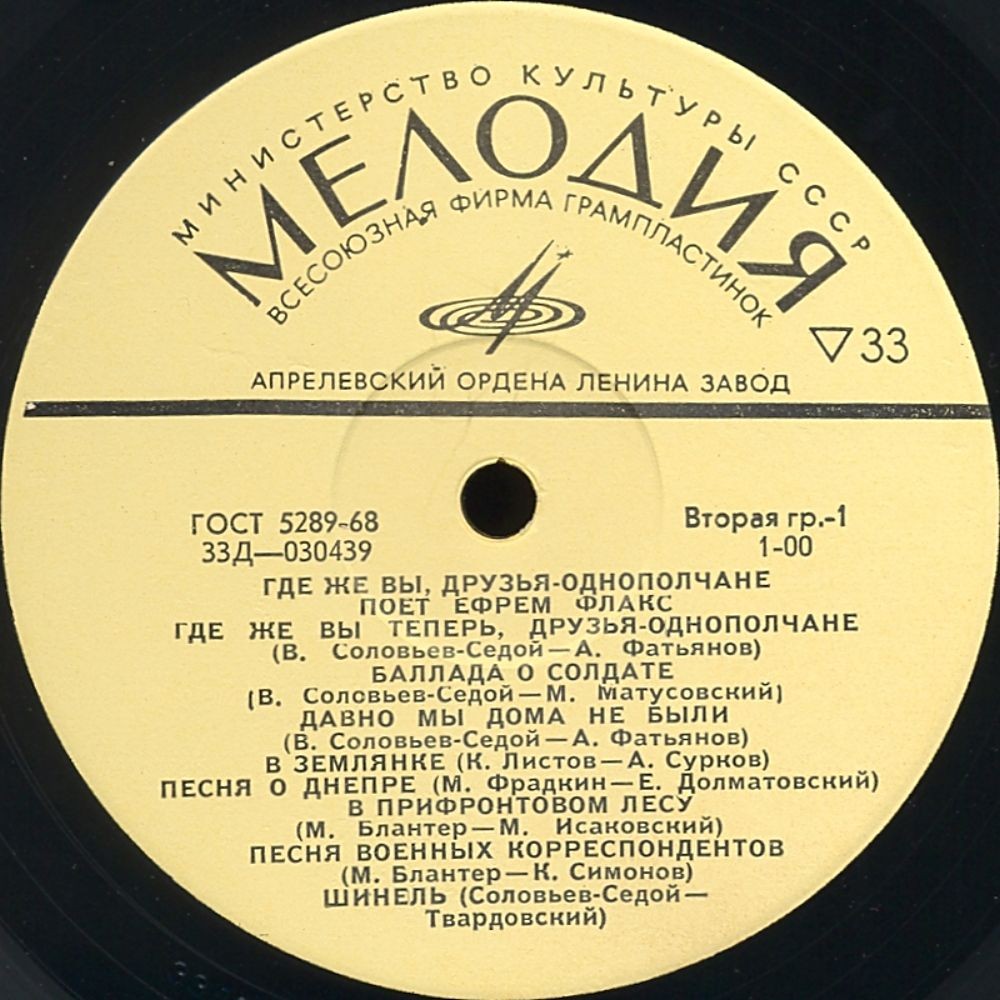 МИНИСТЕРСТВО КУЛЬТУРЫ СССР
МЕЛОДИЯ
ВСЕСОЮЗНАЯ ФИРМА ГРАМПЛАСТИНОК
▽33
АПРЕЛЕВСКИЙ ОРДЕНА ЛЕНИНА ЗАВОД
ГОСТ 5289-68
Вторая гр.-1
33Д—030439
1-00
ГДЕ ЖЕ ВЫ, ДРУЗЬЯ-ОДНОПОЛЧАНЕ
ПОЕТ ЕФРЕМ ФЛАКС
ГДЕ ЖЕ ВЫ ТЕПЕРЬ, ДРУЗЬЯ-ОДНОПОЛЧАНЕ
(В. Соловьев-Седой—А. Фатьянов)
БАЛЛАДА О СОЛДАТЕ
(В. Соловьев-Седой—М. Матусовский)
ДАВНО МЫ ДОМА НЕ БЫЛИ
(В. Соловьев-Седой—А. Фатьянов)
В ЗЕМЛЯНКЕ (К. Листов—А. Сурков)
ПЕСНЯ О ДНЕПРЕ (М. Фрадкин—Е. Долматовский)
В ПРИФРОНТОВОМ ЛЕСУ
(М. Блантер—М. Исаковский)
ПЕСНЯ ВОЕННЫХ КОРРЕСПОНДЕНТОВ
(М. Блантер—К. Симонов)
ШИНЕЛЬ (Соловьев-Седой—
Твардовский)